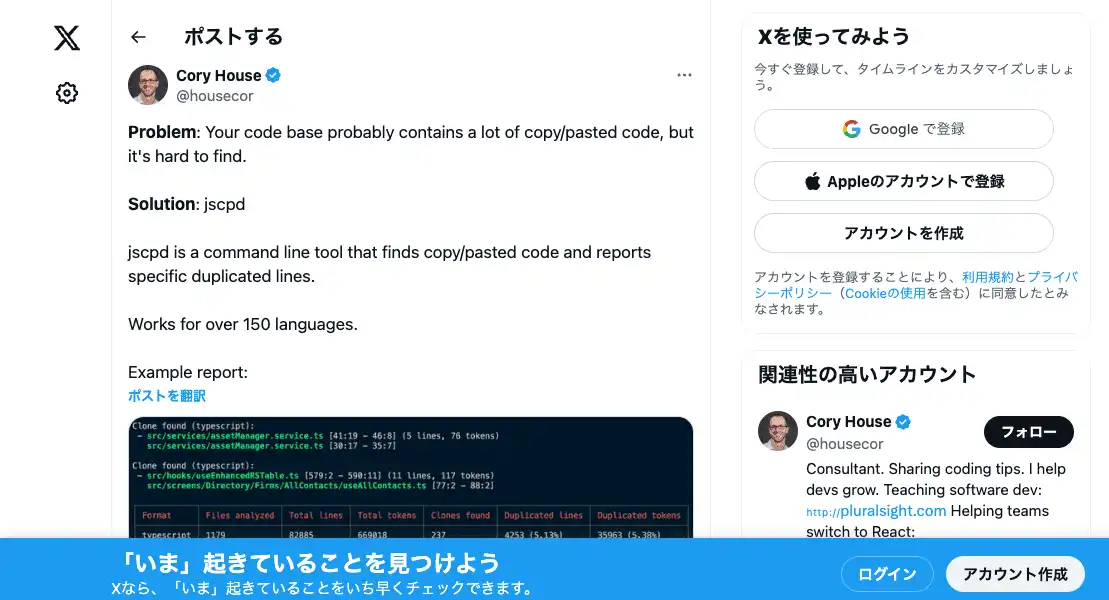 ポストする
Cory House
@housecor
Problem: Your code base probably contains a lot of copy/pasted code, but
it's hard to find.
Solution: jscpd
jscpd is a command line tool that finds copy/pasted code and reports
specific duplicated lines.
Works for over 150 languages.
Example report:
ポストを翻訳
Clone found (typescript):
- src/services/assetManager.service.ts [41:19 - 46:8] (5 lines, 76 tokens)
src/services/assetManager.service.ts [30:17 - 35:7]
Clone found (typescript):
- src/hooks/useEnhancedRSTable.ts [579:2 - 590:11] (11 lines, 117 tokens)
src/screens/Directory/Firms/AllContacts/useAllContacts.ts [77:2 - 88:2]
Format Files analyzed Total lines Total tokens Clones found Duplicated lines Duplicated tokens
typescript 1179 82885 669018 237 4253 (5.13%) 35963 (5.38%)
Xを使ってみよう
今すぐ登録して、タイムラインをカスタマイズしましょ
う。
Google で登録
Appleのアカウントで登録
アカウントを作成
アカウントを登録することにより、利用規約とプライバ
シーポリシー（Cookieの使用を含む）に同意したとみ
なされます。
関連性の高いアカウント
Cory House
@housecor
フォロー
Consultant. Sharing coding tips. I help
devs grow. Teaching software dev:
http://pluralsight.com Helping teams
switch to React:
「いま」起きていることを見つけよう
Xなら、「いま」起きていることをいち早くチェックできます。
ログイン
アカウント作成